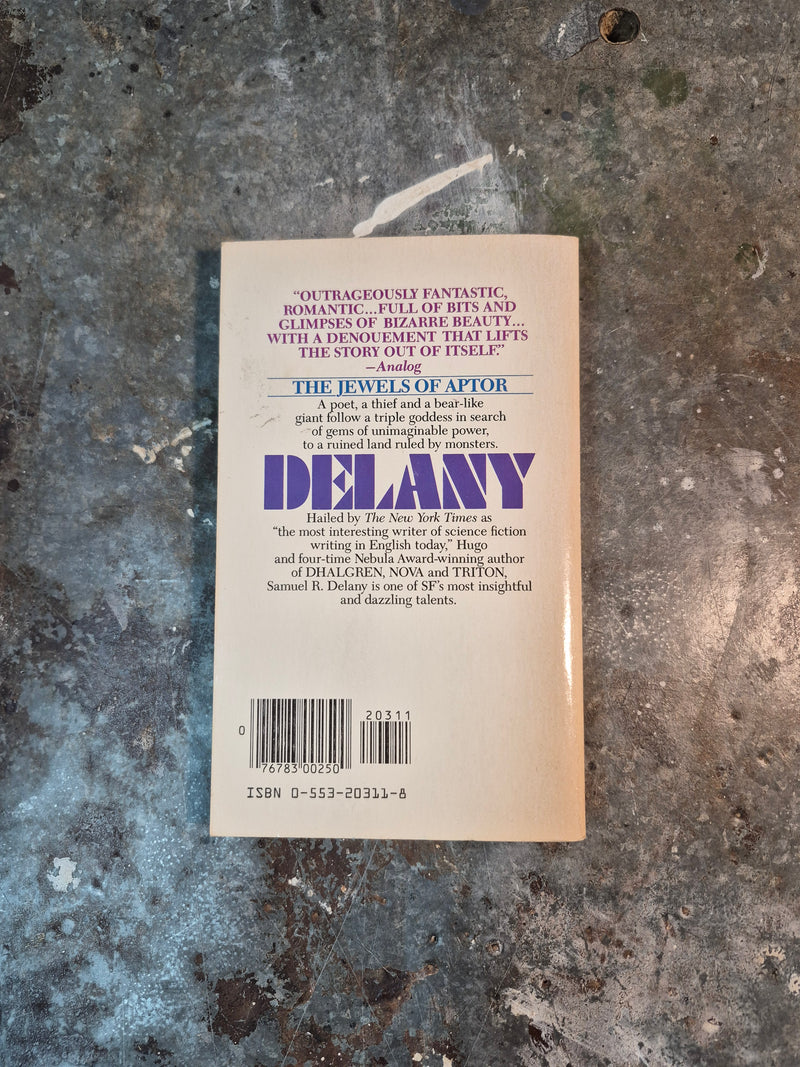 “OUTRAGEOUSLY FANTASTIC,
ROMANTIC...FULL OF BITS AND
GLIMPSES OF BIZARRE BEAUTY...
WITH A DENOUEMENT THAT LIFTS
THE STORY OUT OF ITSELF.”
—Analog
THE JEWELS OF APTOR
A poet, a thief and a bear-like
giant follow a triple goddess in search
of gems of unimaginable power,
to a ruined land ruled by monsters.
DELANY
Hailed by The New York Times as
“the most interesting writer of science fiction
writing in English today,” Hugo
and four-time Nebula Award-winning author
of DHALGREN, NOVA and TRITON,
Samuel R. Delany is one of SF’s most insightful
and dazzling talents.
20311
0
76783 00250
ISBN 0-553-20311-8